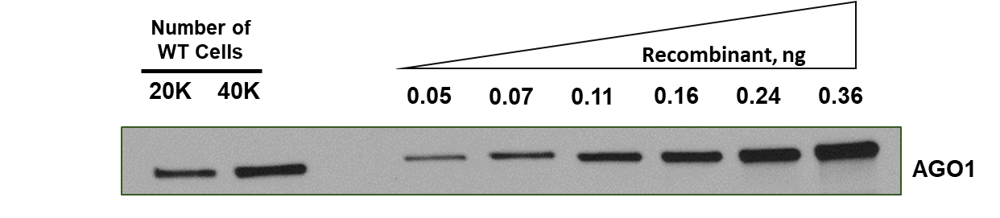 Number of
WT Cells
20K 40K
Recombinant, ng
0.05 0.07 0.11 0.16 0.24 0.36
AGO1